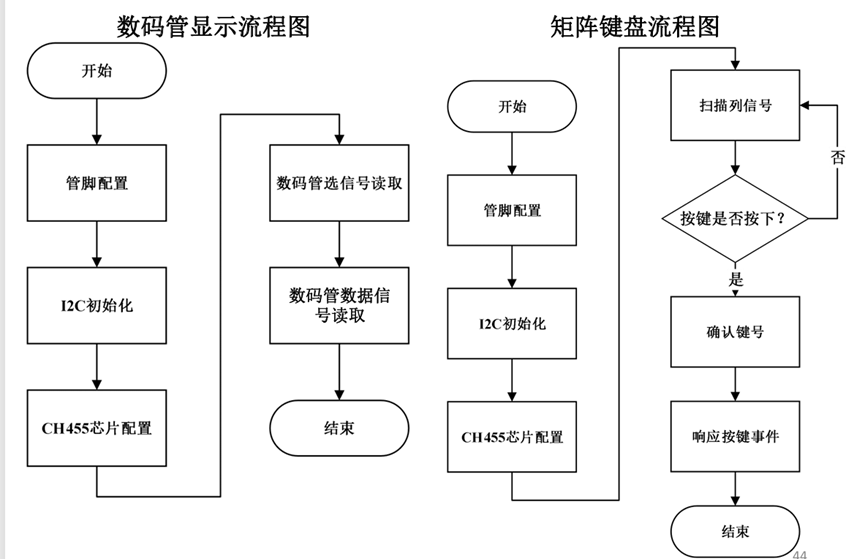 数码管显示流程图
开始
管脚配置
I2C初始化
CH455芯片配置
数码管选信号读取
数码管数据信
号读取
结束
矩阵键盘流程图
开始
管脚配置
I2C初始化
CH455芯片配置
扫描列信号
按键是否按下？
否
是
确认键号
响应按键事件
结束
44